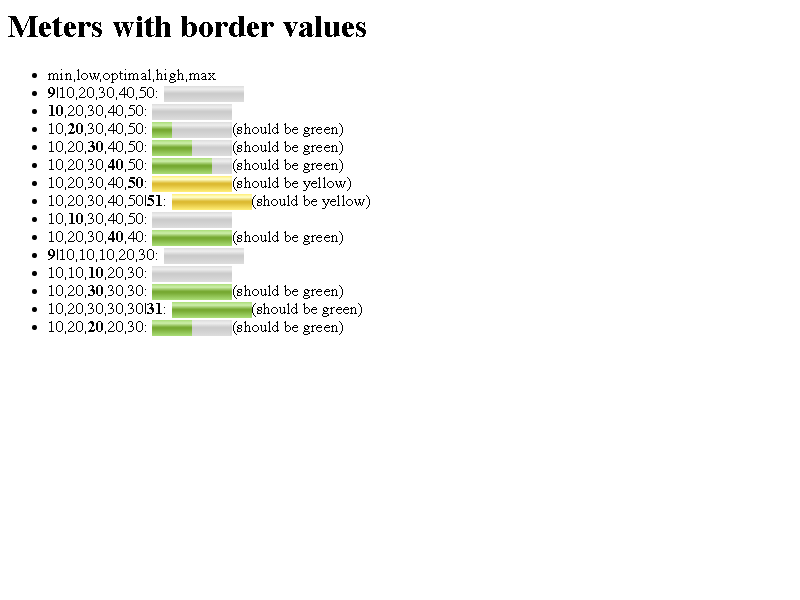 Meters with border values
min,low,optimal,high,max
9|10,20,30,40,50:
10,20,30,40,50:
10,20,30,40,50: (should be green)
10,20,30,40,50: (should be green)
10,20,30,40,50: (should be green)
10,20,30,40,50: (should be yellow)
10,20,30,40,50|51: (should be yellow)
10,10,30,40,50:
10,20,30,40,40: (should be green)
9|10,10,10,20,30:
10,10,10,20,30:
10,20,30,30,30: (should be green)
10,20,30,30,30|31: (should be green)
10,20,20,20,30: (should be green)